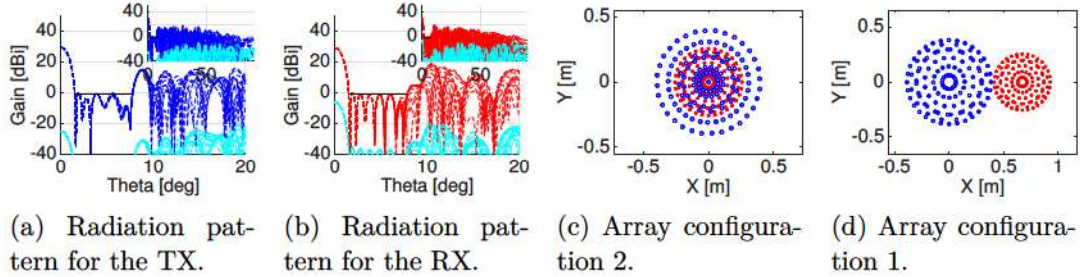 40
20
0
-20
-40
Gain [dBi]
40
0
-40
0
50
0
10
20
Theta [deg]
(a) Radiation pat-
tern for the TX.
40
20
0
-20
-40
Gain [dBi]
40
0
-40
0
50
0
10
20
Theta [deg]
(b) Radiation pat-
tern for the RX.
0.5
0
-0.5
Y [m]
-0.5
0
0.5
X [m]
(c) Array configura-
tion 2.
0.5
0
-0.5
Y [m]
-0.5
0
0.5
1
X [m]
(d) Array configura-
tion 1.